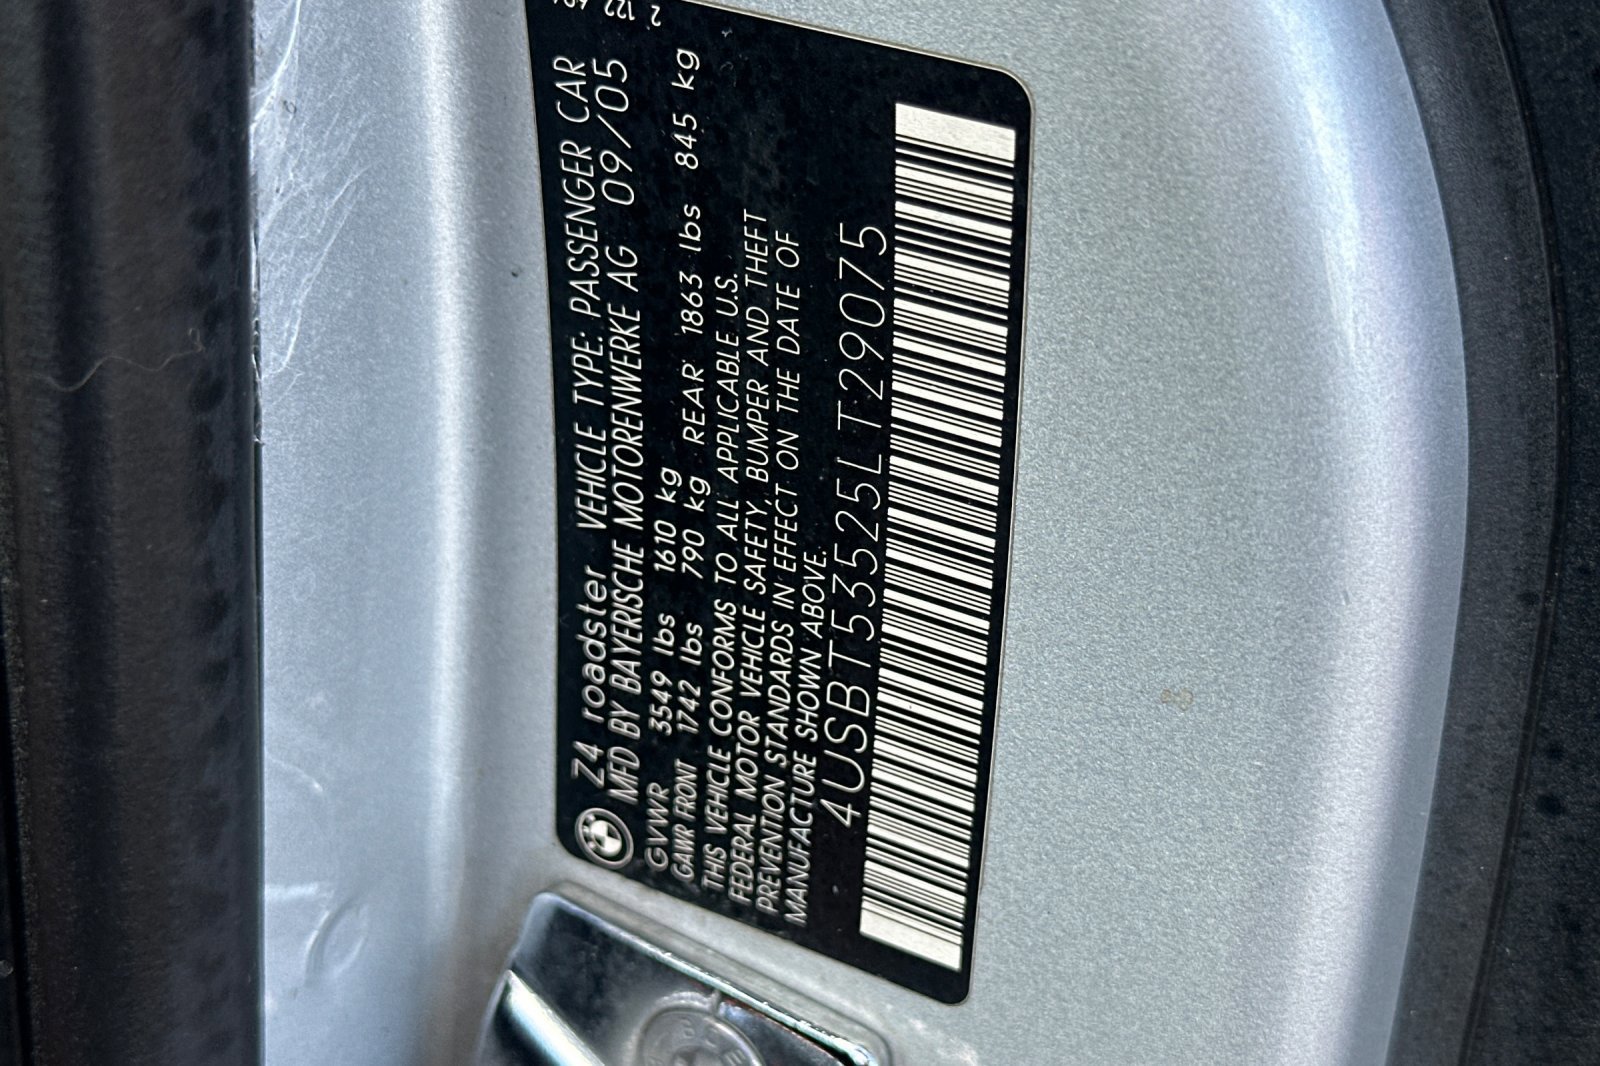 Z4 roadster VEHICLE TYPE: PASSENGER CAR
MFD BY BAYERISCHE MOTORENWERKE AG 09/05
GVWR 3549 lbs 1610 kg
GAWR FRONT 1742 lbs 790 kg REAR 1863 lbs 845 kg
THIS VEHICLE CONFORMS TO ALL APPLICABLE U.S.
FEDERAL MOTOR VEHICLE SAFETY, BUMPER AND THEFT
PREVENTION STANDARDS IN EFFECT ON THE DATE OF
MANUFACTURE SHOWN ABOVE.
4USBT53525LT29075
2 122